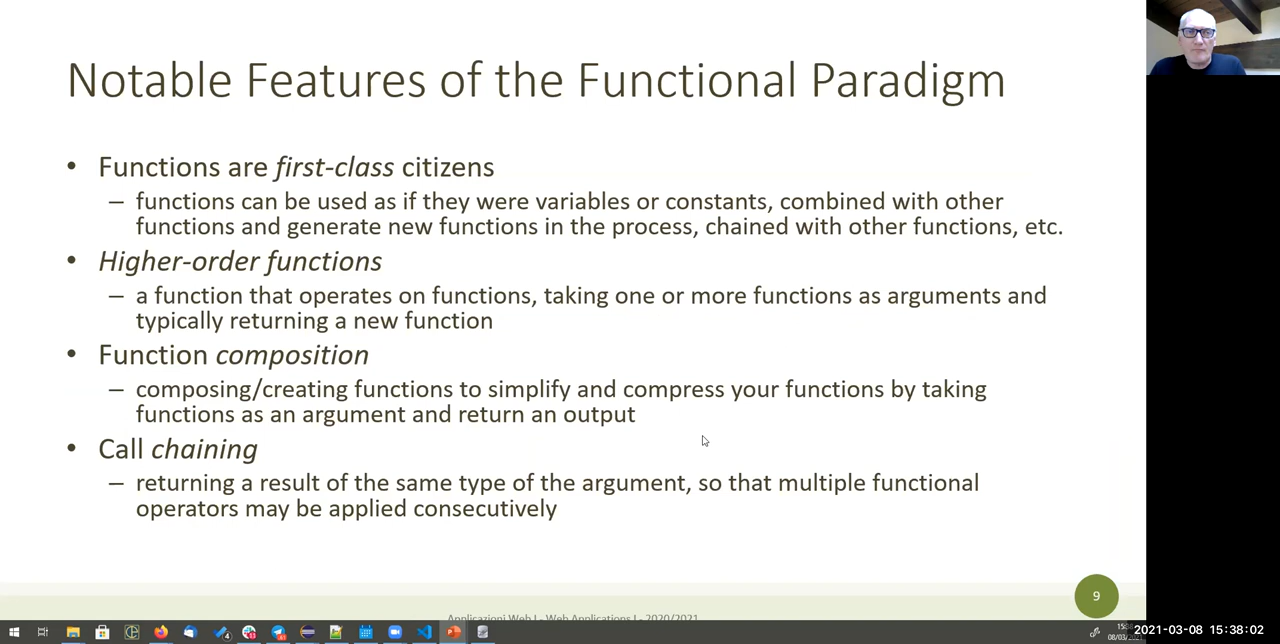 Notable Features of the Functional Paradigm
• Functions are first-class citizens
– functions can be used as if they were variables or constants, combined with other
functions and generate new functions in the process, chained with other functions, etc.
• Higher-order functions
– a function that operates on functions, taking one or more functions as arguments and
typically returning a new function
• Function composition
– composing/creating functions to simplify and compress your functions by taking
functions as an argument and return an output
• Call chaining
– returning a result of the same type of the argument, so that multiple functional
operators may be applied consecutively
9
Applicazioni Web I - Web Applications I - 2020/2021
2021-03-08 15:38:02